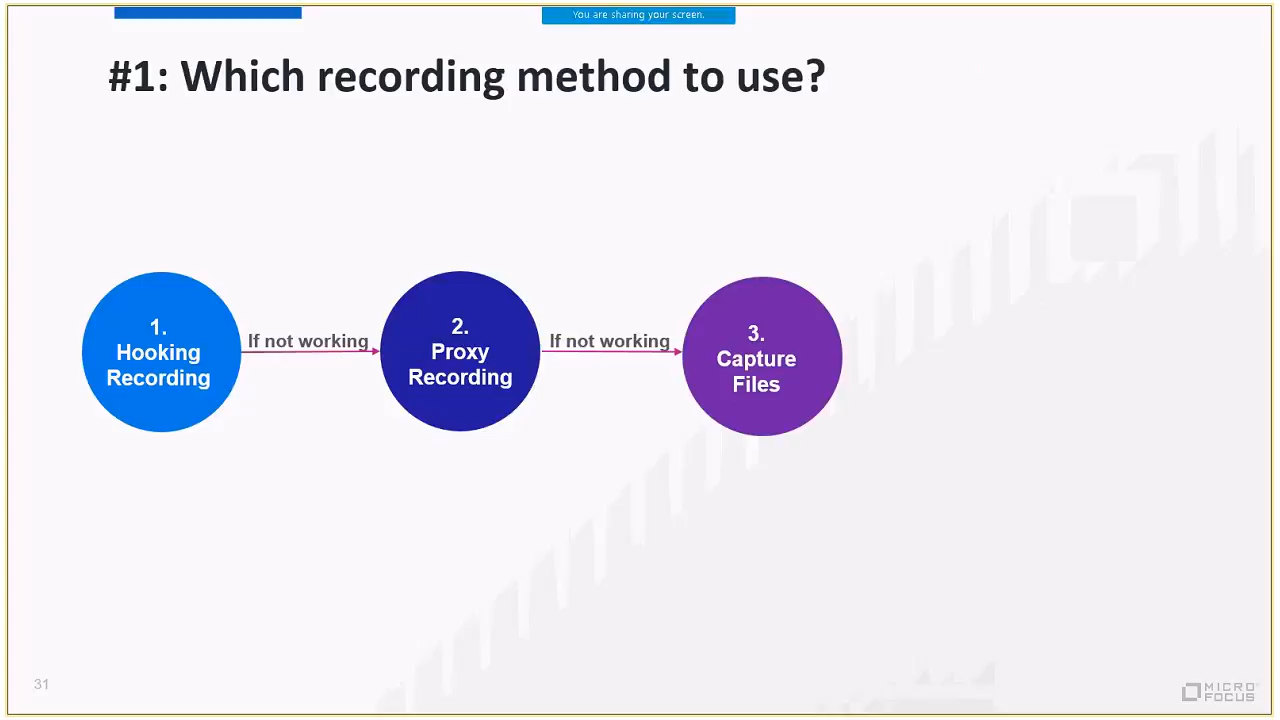 You are sharing your screen.
#1: Which recording method to use?
1.
Hooking
Recording
If not working
2.
Proxy
Recording
If not working
3.
Capture
Files
31
MICRO
FOCUS